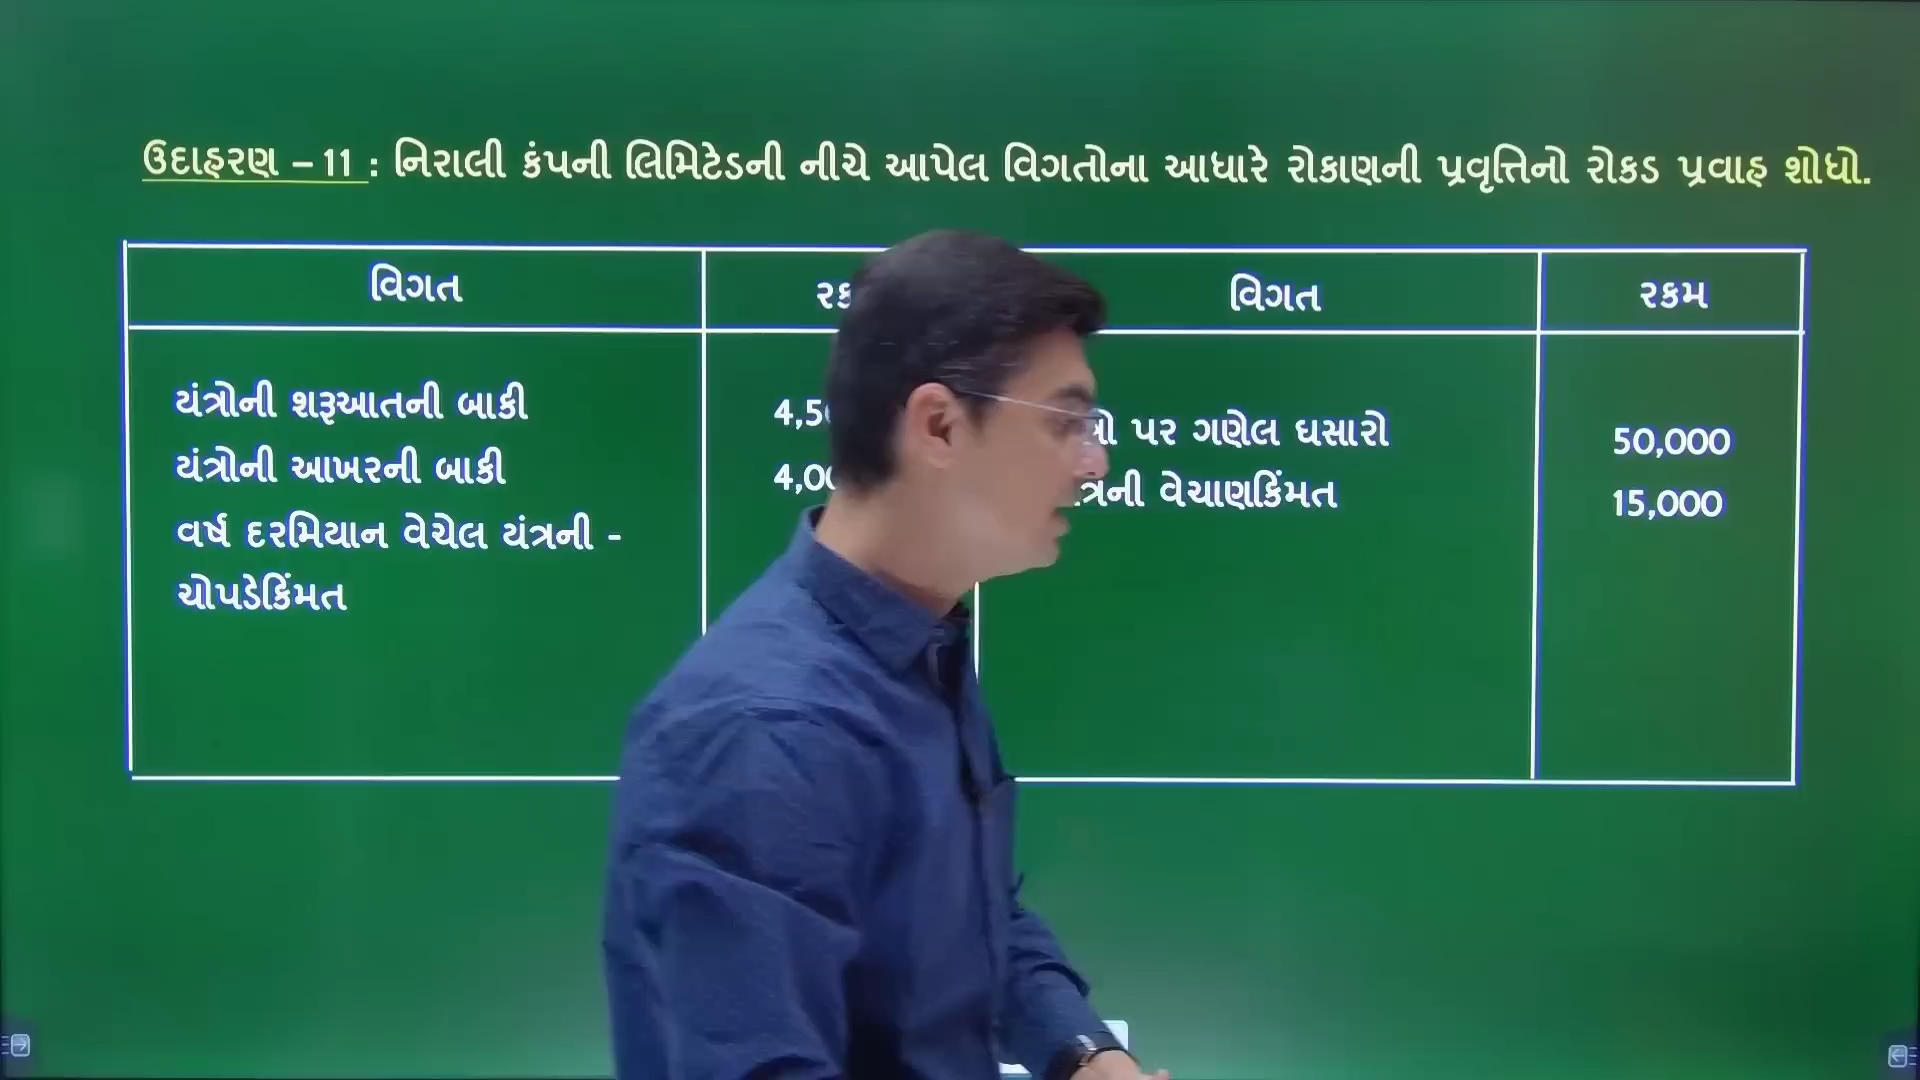 ઉદાહરણ – 11 : નિરાલી કંપની લિમિટેડની નીચે આપેલ વિગતોના આધારે રોકાણની પ્રવૃત્તિનો રોકડ પ્રવાહ શોધો.
વિગત
વિગત
રકમ
યંત્રોની શરૂઆતની બાકી
યંત્રોની આખરની બાકી
વર્ષ દરમિયાન વેચેલ યંત્રની -
ચોપડેકિંમત
પર ગણેલ ઘસારો 50,000
વેચાણકિંમત 15,000